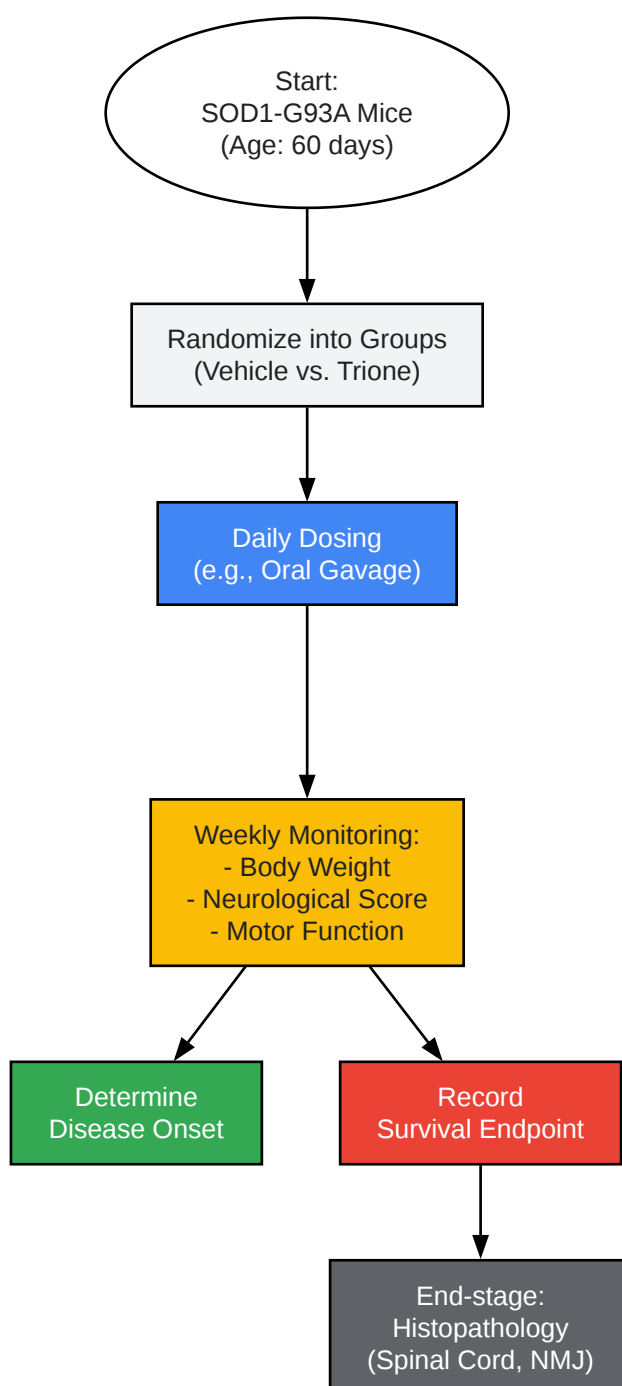 Start:
SOD1-G93A Mice
(Age: 60 days)
Randomize into Groups
(Vehicle vs. Trione)
Daily Dosing
(e.g., Oral Gavage)
Weekly Monitoring:
- Body Weight
- Neurological Score
- Motor Function
Determine
Disease Onset
Record
Survival Endpoint
End-stage:
Histopathology
(Spinal Cord, NMJ)